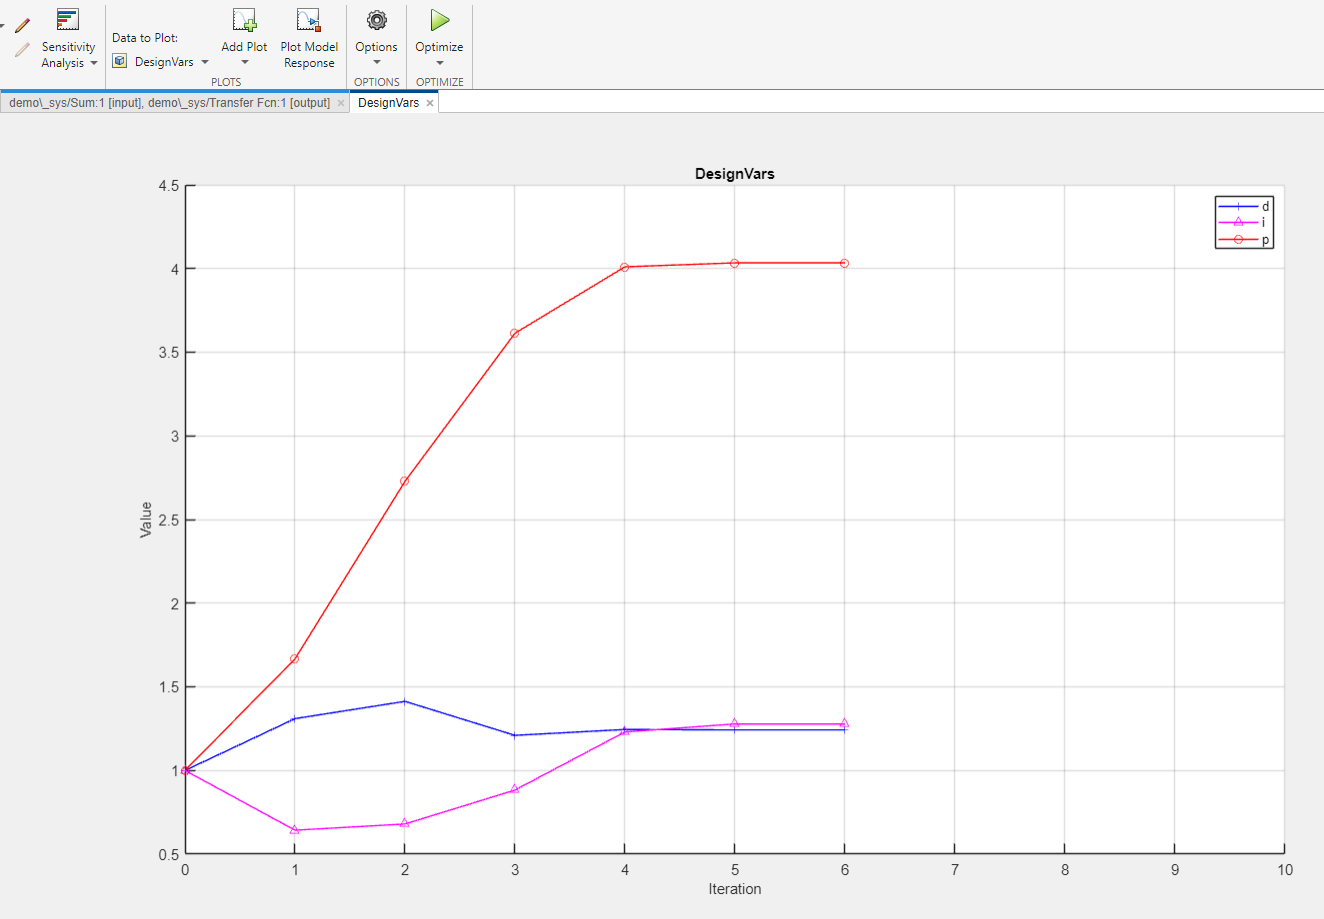 Sensitivity
Analysis
Data to Plot:
DesignVars
Add Plot
Plot Model
Response
Options
Optimize
PLOTS
OPTIONS
OPTIMIZE
demo\_sys/Sum:1 [input], demo\_sys/Transfer Fcn:1 [output] ×
DesignVars ×
DesignVars
4.5
4
3.5
3
2.5
2
1.5
1
0.5
Value
d
i
p
0 1 2 3 4 5 6 7 8 9 10
Iteration